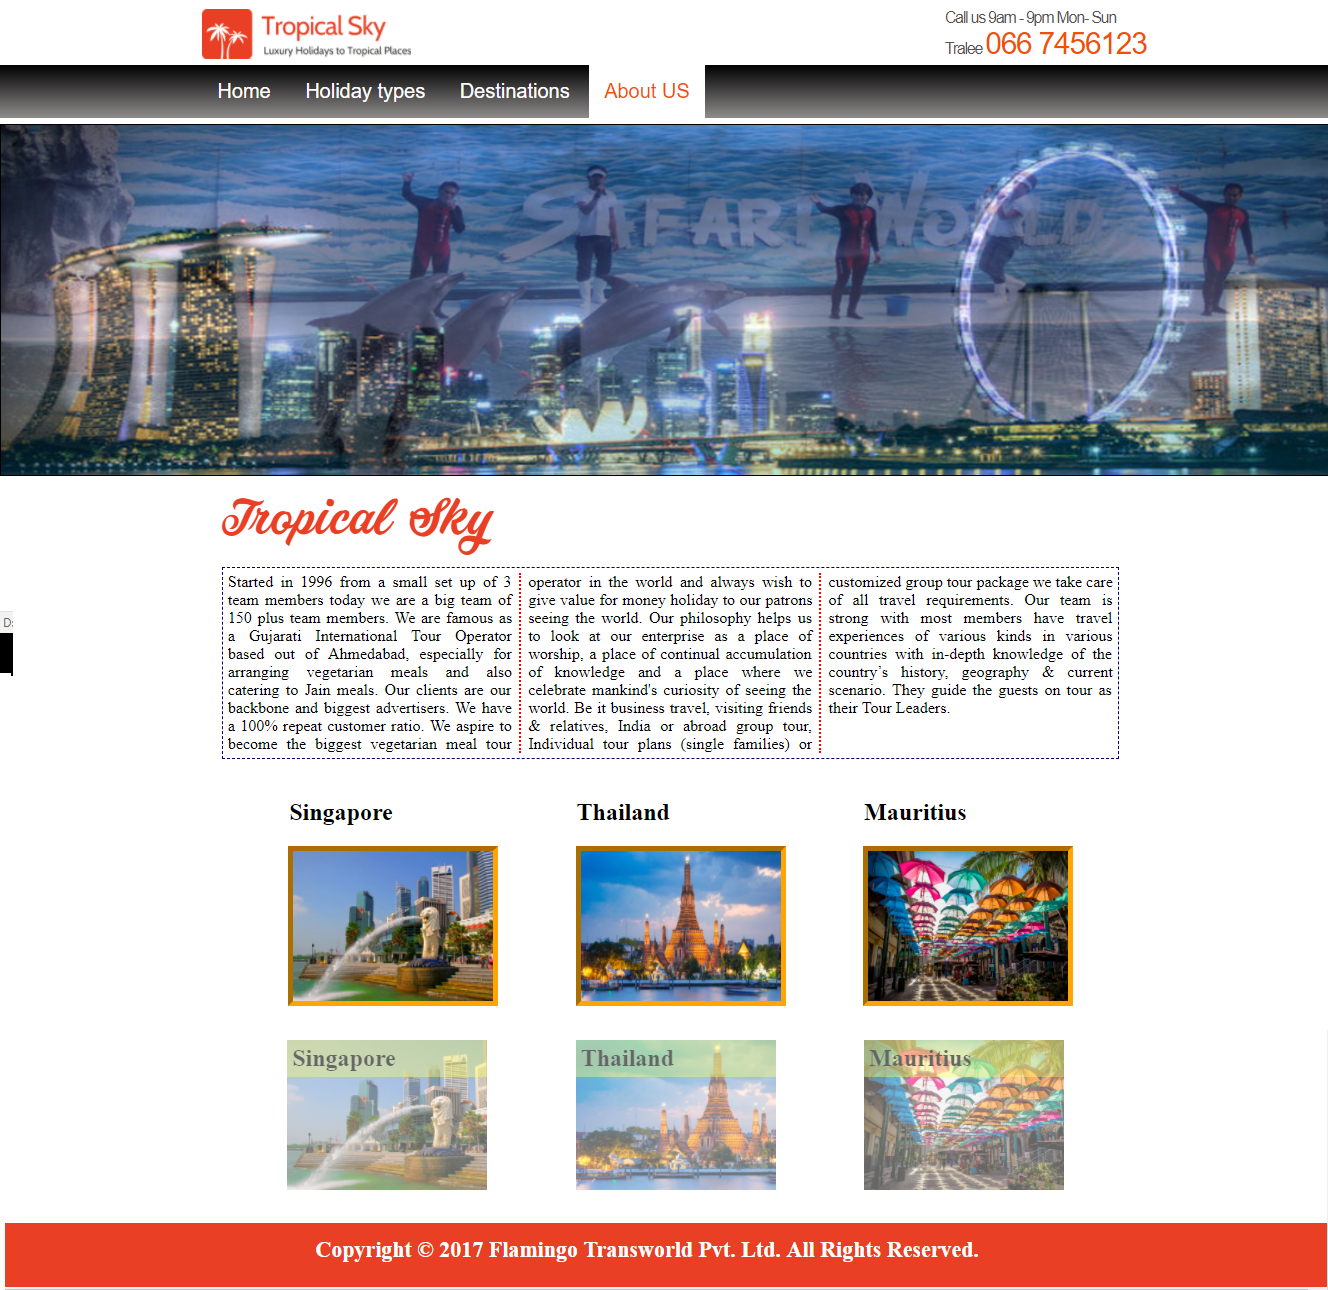 Tropical Sky
Luxury Holidays to Tropical Places
Call us 9am - 9pm Mon- Sun
Tralee 066 7456123
Home Holiday types Destinations About US
SAFARI WORLD
Tropical Sky
Started in 1996 from a small set up of 3
team members today we are a big team of
150 plus team members. We are famous as
a Gujarati International Tour Operator
based out of Ahmedabad, especially for
arranging vegetarian meals and also
catering to Jain meals. Our clients are our
backbone and biggest advertisers. We have
a 100% repeat customer ratio. We aspire to
become the biggest vegetarian meal tour
operator in the world and always wish to
give value for money holiday to our patrons
seeing the world. Our philosophy helps us
to look at our enterprise as a place of
worship, a place of continual accumulation
of knowledge and a place where we
celebrate mankind's curiosity of seeing the
world. Be it business travel, visiting friends
& relatives, India or abroad group tour,
Individual tour plans (single families) or
customized group tour package we take care
of all travel requirements. Our team is
strong with most members have travel
experiences of various kinds in various
countries with in-depth knowledge of the
country’s history, geography & current
scenario. They guide the guests on tour as
their Tour Leaders.
Singapore Thailand Mauritius
Singapore Thailand Mauritius
Copyright © 2017 Flamingo Transworld Pvt. Ltd. All Rights Reserved.